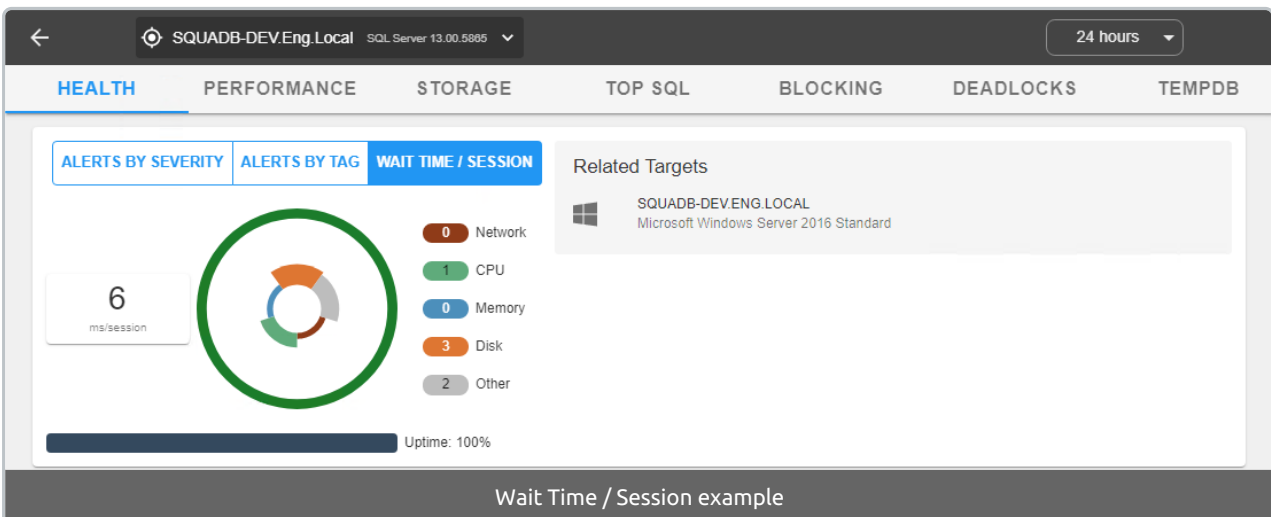 SQUADB-DEV.Eng.Local SQL Server 13.00.5865
24 hours
HEALTH PERFORMANCE STORAGE TOP SQL BLOCKING DEADLOCKS TEMPDB
ALERTS BY SEVERITY ALERTS BY TAG WAIT TIME / SESSION
6
ms/session
0 Network
1 CPU
0 Memory
3 Disk
2 Other
Uptime: 100%
Related Targets
SQUADB-DEV.ENG.LOCAL
Microsoft Windows Server 2016 Standard
Wait Time / Session example